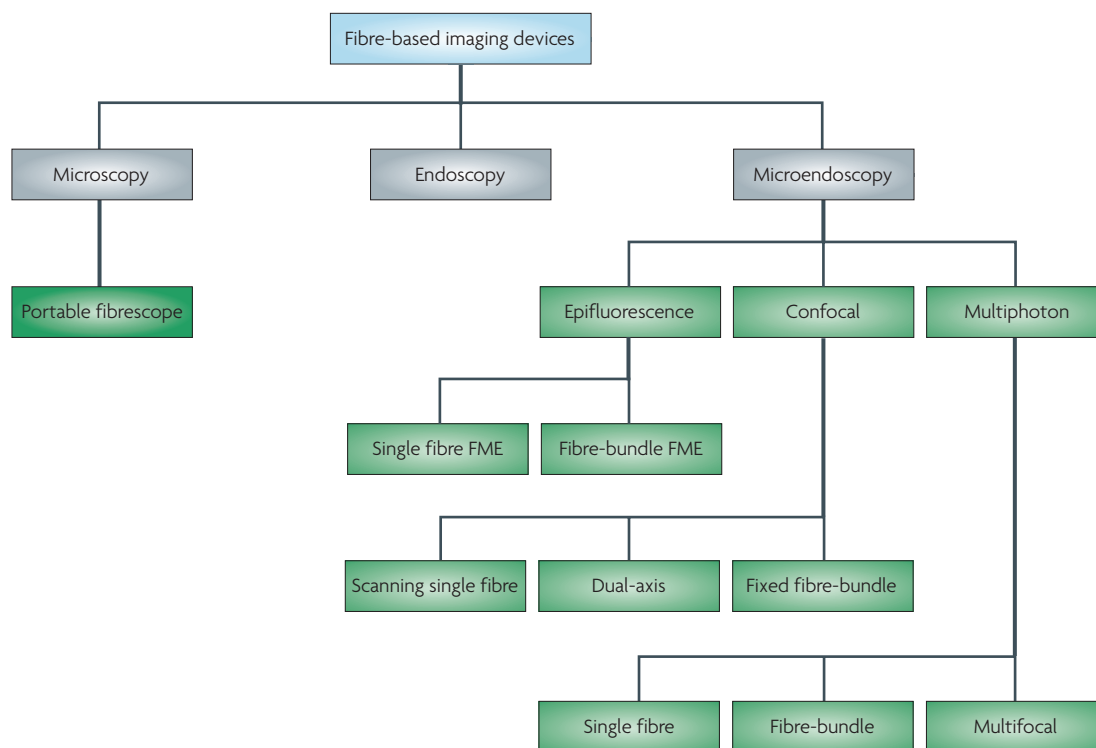 Fibre-based imaging devices
Microscopy
Endoscopy
Microendoscopy
Portable fibrescope
Epifluorescence
Confocal
Multiphoton
Single fibre FME
Fibre-bundle FME
Scanning single fibre
Dual-axis
Fixed fibre-bundle
Single fibre
Fibre-bundle
Multifocal